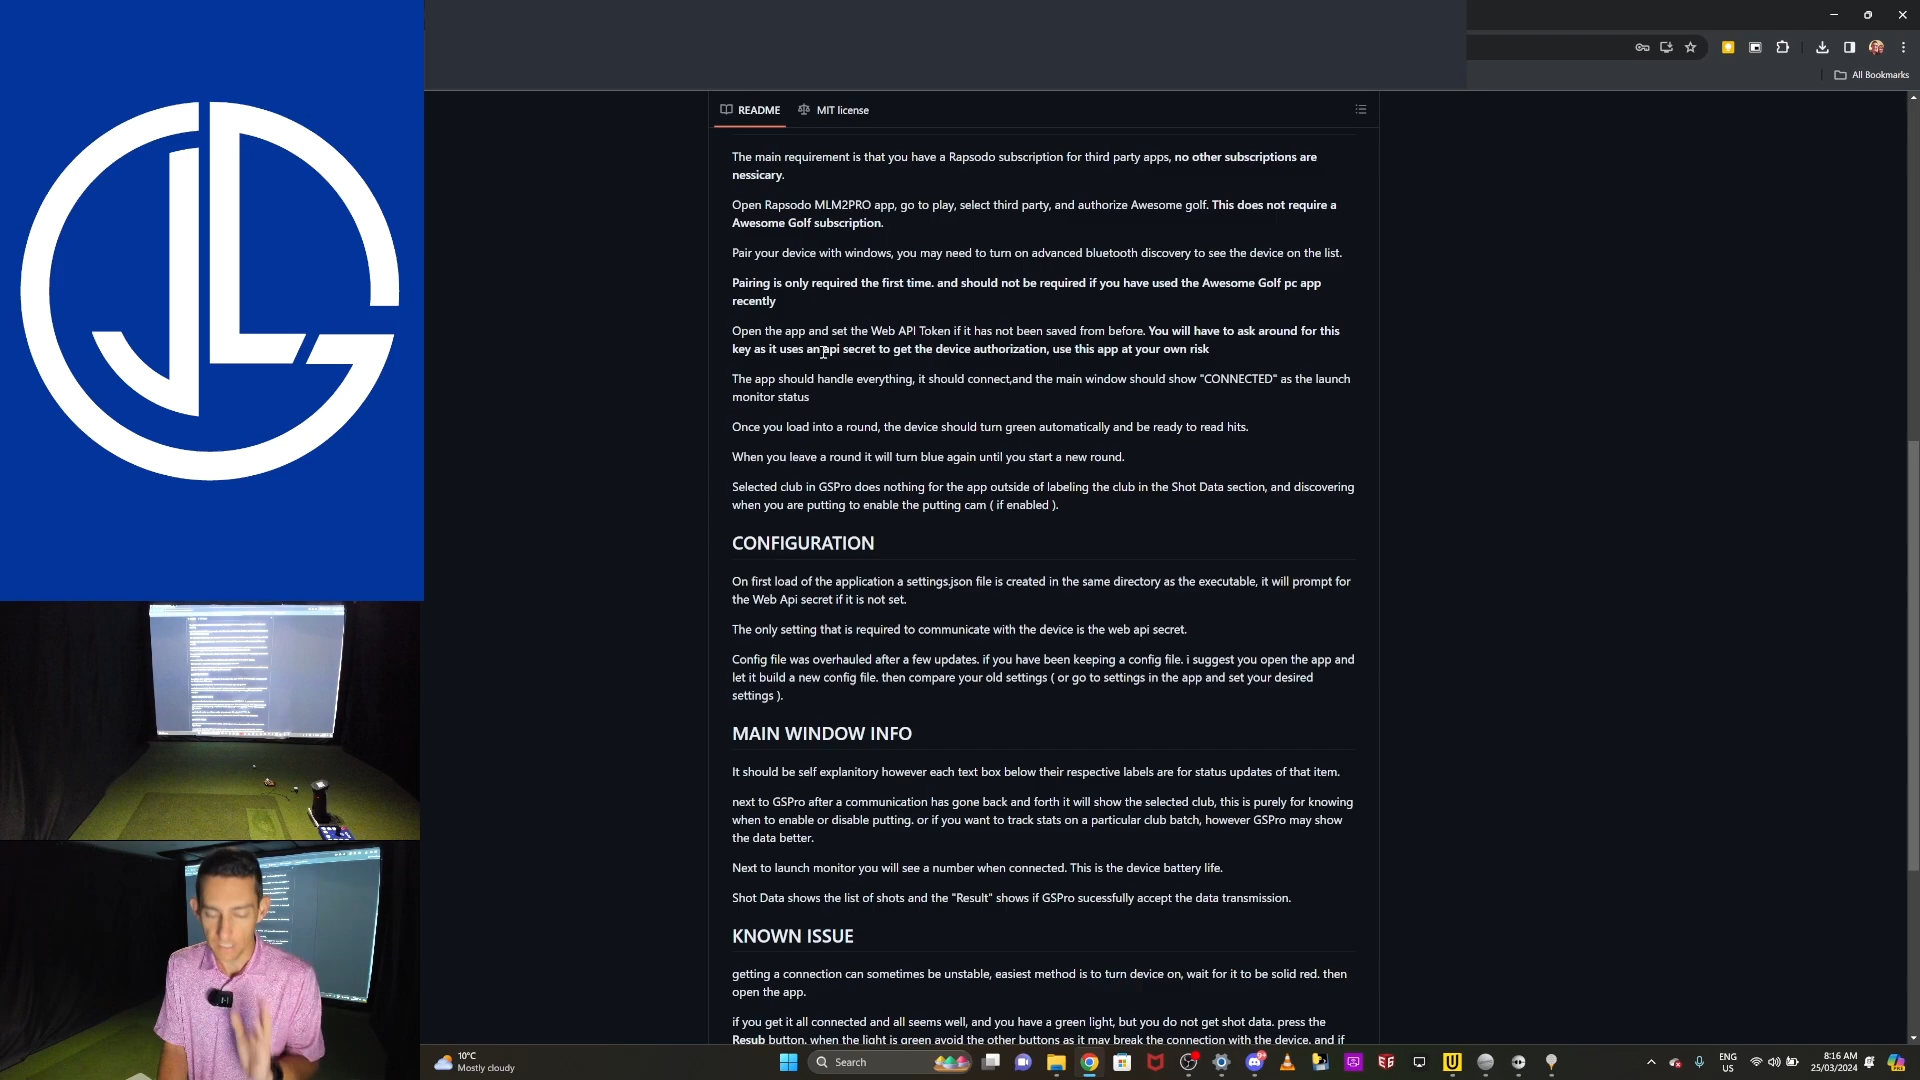 All Bookmarks
README
MIT license
The main requirement is that you have a Rapsodo subscription for third party apps, no other subscriptions are
nessicary.
Open Rapsodo MLM2PRO app, go to play, select third party, and authorize Awesome golf. This does not require a
Awesome Golf subscription.
Pair your device with windows, you may need to turn on advanced bluetooth discovery to see the device on the list.
Pairing is only required the first time. and should not be required if you have used the Awesome Golf pc app
recently
Open the app and set the Web API Token if it has not been saved from before. You will have to ask around for this
key as it uses an api secret to get the device authorization, use this app at your own risk
The app should handle everything, it should connect,and the main window should show "CONNECTED" as the launch
monitor status
Once you load into a round, the device should turn green automatically and be ready to read hits.
When you leave a round it will turn blue again until you start a new round.
Selected club in GSPro does nothing for the app outside of labeling the club in the Shot Data section, and discovering
when you are putting to enable the putting cam ( if enabled ).
CONFIGURATION
On first load of the application a settings.json file is created in the same directory as the executable, it will prompt for
the Web Api secret if it is not set.
The only setting that is required to communicate with the device is the web api secret.
Config file was overhauled after a few updates. if you have been keeping a config file. i suggest you open the app and
let it build a new config file. then compare your old settings ( or go to settings in the app and set your desired
settings ).
MAIN WINDOW INFO
It should be self explanitory however each text box below their respective labels are for status updates of that item.
next to GSPro after a communication has gone back and forth it will show the selected club, this is purely for knowing
when to enable or disable putting. or if you want to track stats on a particular club batch, however GSPro may show
the data better.
Next to launch monitor you will see a number when connected. This is the device battery life.
Shot Data shows the list of shots and the "Result" shows if GSPro sucessfully accept the data transmission.
KNOWN ISSUE
getting a connection can sometimes be unstable, easiest method is to turn device on, wait for it to be solid red. then
open the app.
if you get it all connected and all seems well, and you have a green light, but you do not get shot data. press the
Resub button. when the light is green avoid the other buttons as it may break the connection with the device. and if
10°C
Mostly cloudy
Search
ENG
US
8:16 AM
25/03/2024